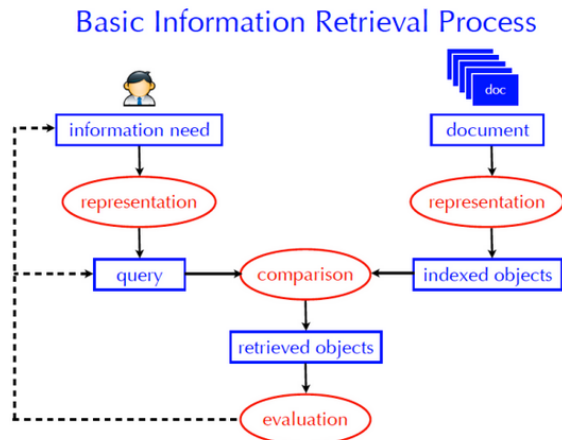 Basic Information Retrieval Process
doc
information need
document
representation
representation
query
comparison
indexed objects
retrieved objects
evaluation